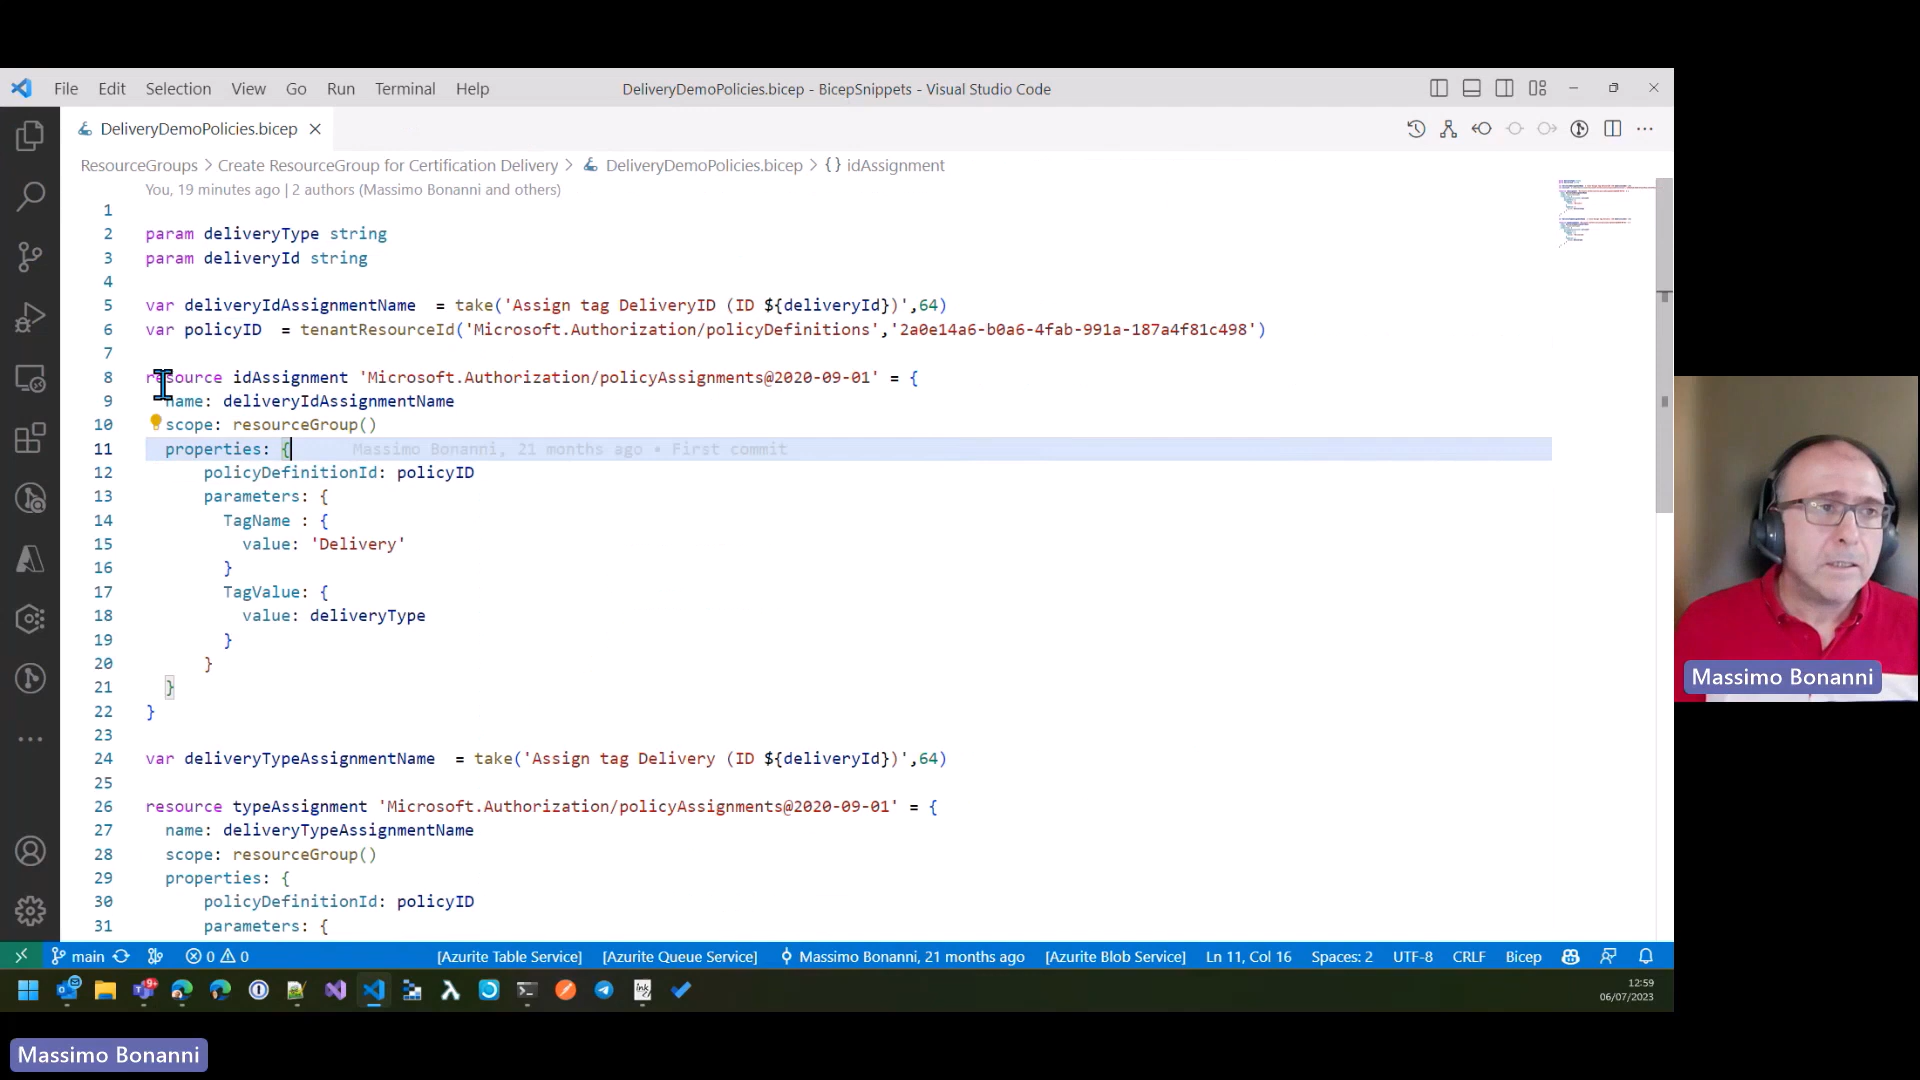 File Edit Selection View Go Run Terminal Help
DeliveryDemoPolicies.bicep - BicepSnippets - Visual Studio Code
DeliveryDemoPolicies.bicep
ResourceGroups > Create ResourceGroup for Certification Delivery > DeliveryDemoPolicies.bicep > {} idAssignment
You, 19 minutes ago | 2 authors (Massimo Bonanni and others)
1
2 param deliveryType string
3 param deliveryId string
4
5 var deliveryIdAssignmentName = take('Assign tag DeliveryID (ID ${deliveryId})',64)
6 var policyID = tenantResourceId('Microsoft.Authorization/policyDefinitions','2a0e14a6-b0a6-4fab-991a-187a4f81c498')
7
8 resource idAssignment 'Microsoft.Authorization/policyAssignments@2020-09-01' = {
9 name: deliveryIdAssignmentName
10 scope: resourceGroup()
11 properties: { Massimo Bonanni, 21 months ago • First commit
12 policyDefinitionId: policyID
13 parameters: {
14 TagName : {
15 value: 'Delivery'
16 }
17 TagValue: {
18 value: deliveryType
19 }
20 }
21 }
22 }
23
24 var deliveryTypeAssignmentName = take('Assign tag Delivery (ID ${deliveryId})',64)
25
26 resource typeAssignment 'Microsoft.Authorization/policyAssignments@2020-09-01' = {
27 name: deliveryTypeAssignmentName
28 scope: resourceGroup()
29 properties: {
30 policyDefinitionId: policyID
31 parameters: {
main 0 0 [Azurite Table Service] [Azurite Queue Service] Massimo Bonanni, 21 months ago [Azurite Blob Service] Ln 11, Col 16 Spaces: 2 UTF-8 CRLF Bicep
12:59
06/07/2023
Massimo Bonanni
Massimo Bonanni